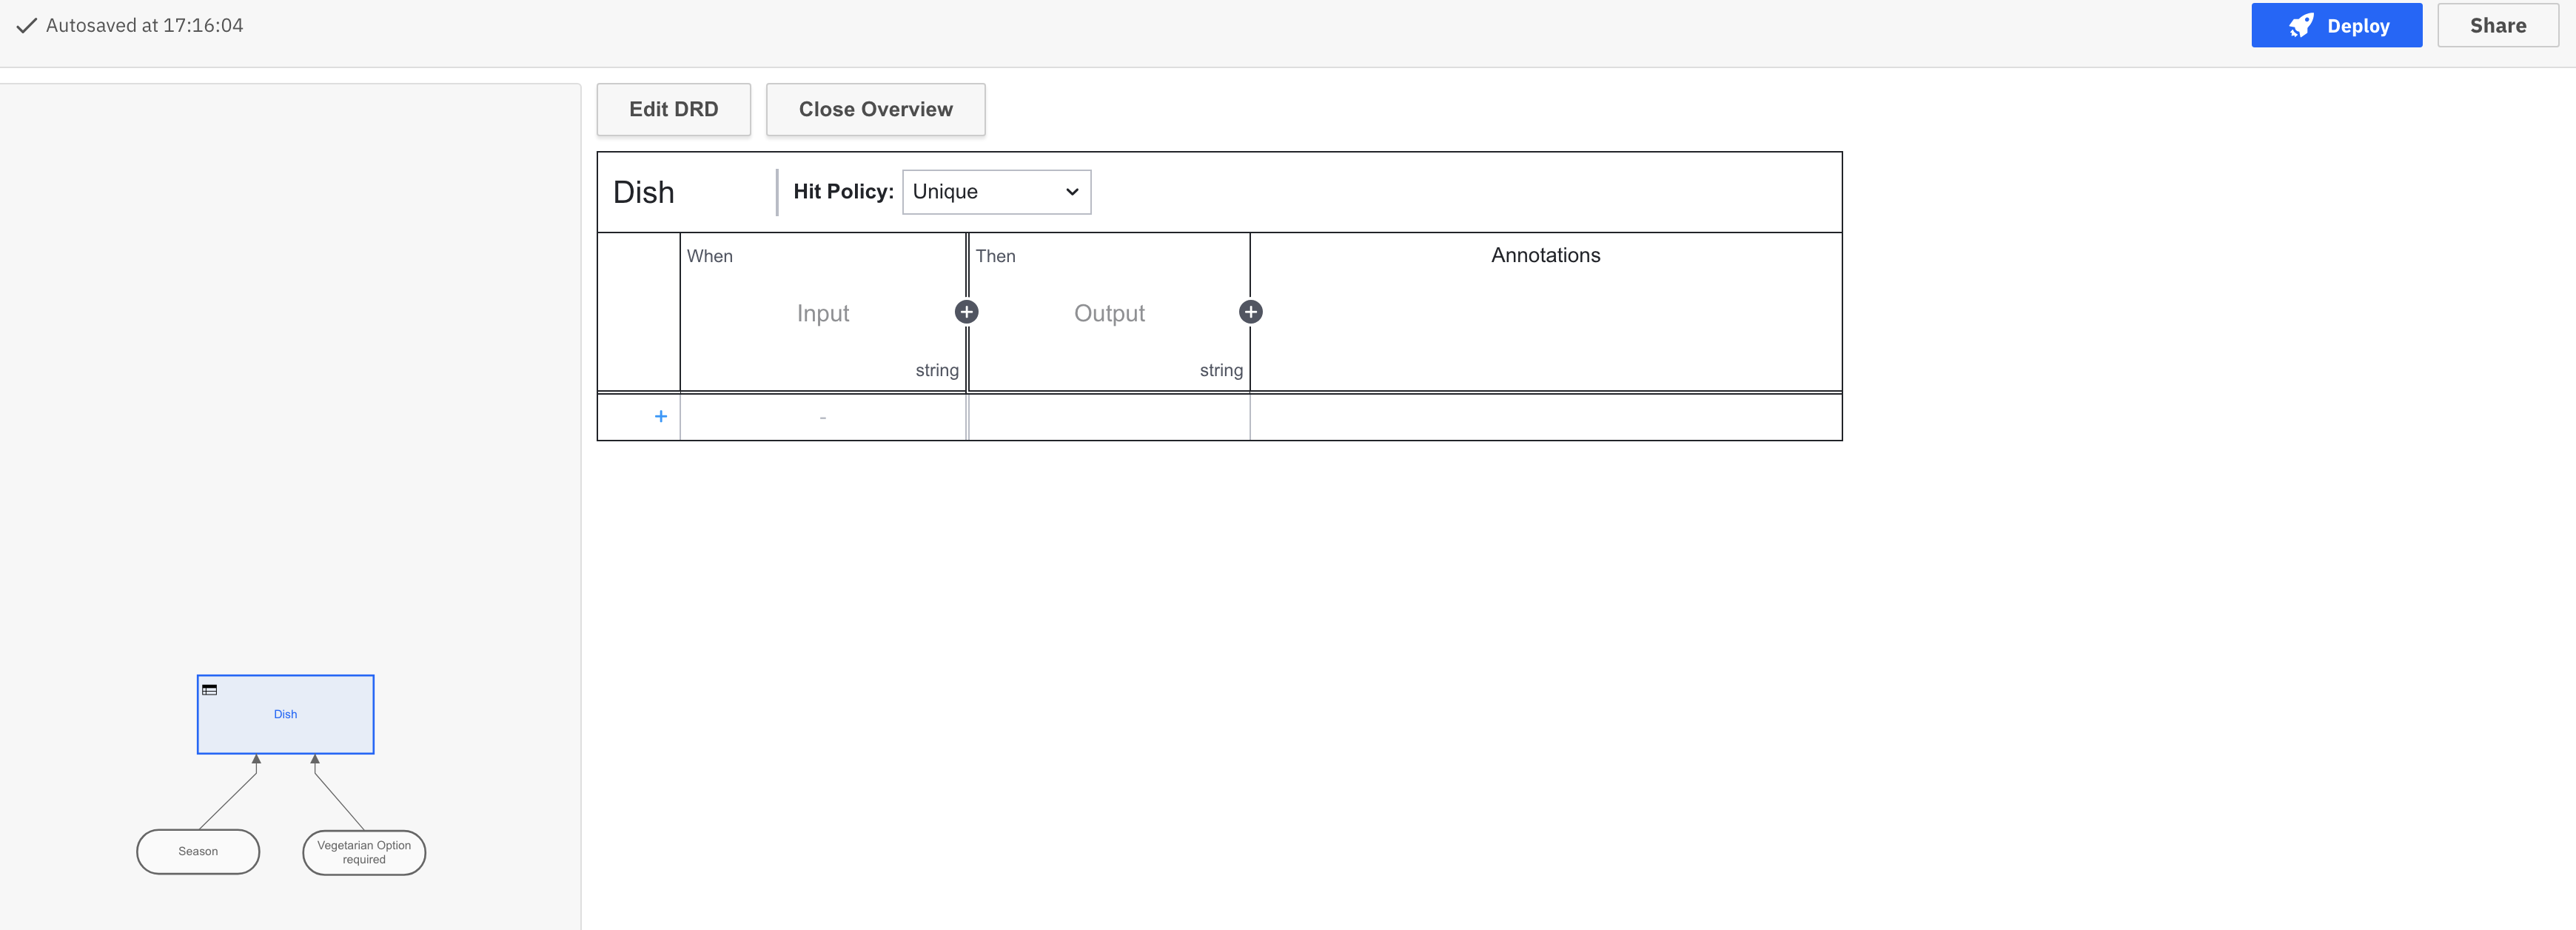 Autosaved at 17:16:04
Deploy
Share
Edit DRD
Close Overview
Dish
Hit Policy:
Unique
When
Then
Annotations
Input
Output
string
string
-
Dish
Season
Vegetarian Option
required